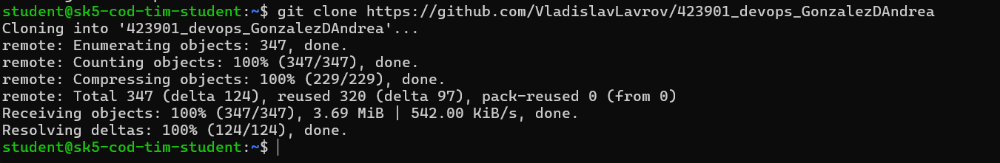 student@sk5-cod-tim-student:~$ git clone https://github.com/VladislavLavrov/423901_devops_GonzalezDAndrea
Cloning into '423901_devops_GonzalezDAndrea'...
remote: Enumerating objects: 347, done.
remote: Counting objects: 100% (347/347), done.
remote: Compressing objects: 100% (229/229), done.
remote: Total 347 (delta 124), reused 320 (delta 97), pack-reused 0 (from 0)
Receiving objects: 100% (347/347), 3.69 MiB | 542.00 KiB/s, done.
Resolving deltas: 100% (124/124), done.
student@sk5-cod-tim-student:~$